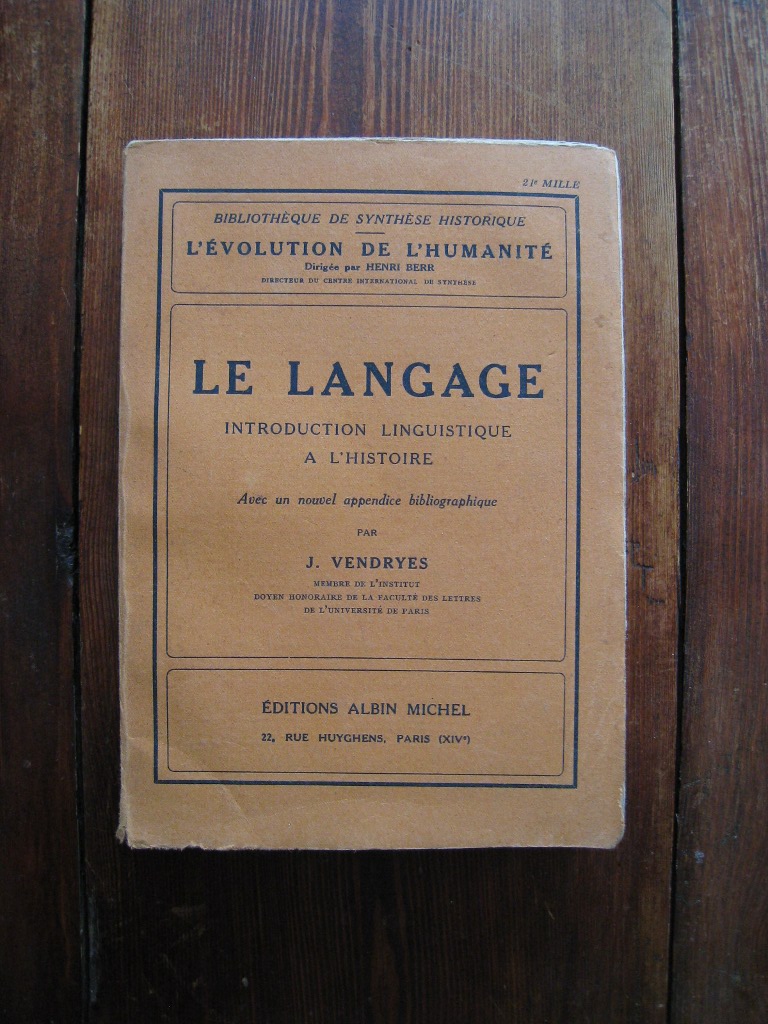 21e MILLE
BIBLIOTHÈQUE DE SYNTHÈSE HISTORIQUE
L'ÉVOLUTION DE L'HUMANITÉ
Dirigée par HENRI BERR
DIRECTEUR DU CENTRE INTERNATIONAL DE SYNTHÈSE
LE LANGAGE
INTRODUCTION LINGUISTIQUE
A L'HISTOIRE
Avec un nouvel appendice bibliographique
PAR
J. VENDRYES
MEMBRE DE L'INSTITUT
DOYEN HONORAIRE DE LA FACULTÉ DES LETTRES
DE L'UNIVERSITÉ DE PARIS
ÉDITIONS ALBIN MICHEL
22, RUE HUYGHENS, PARIS (XIVe)